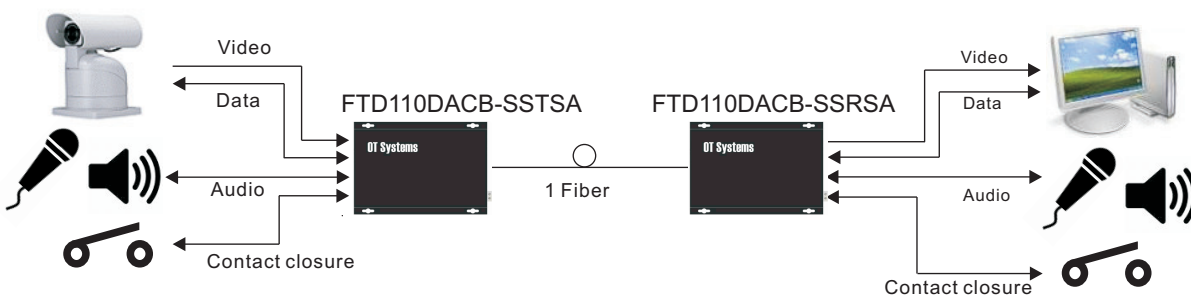 Video
Data
FTD110DACB-SSTSA
OT Systems
Audio
Contact closure
1 Fiber
FTD110DACB-SSRSA
OT Systems
Video
Data
Audio
Contact closure